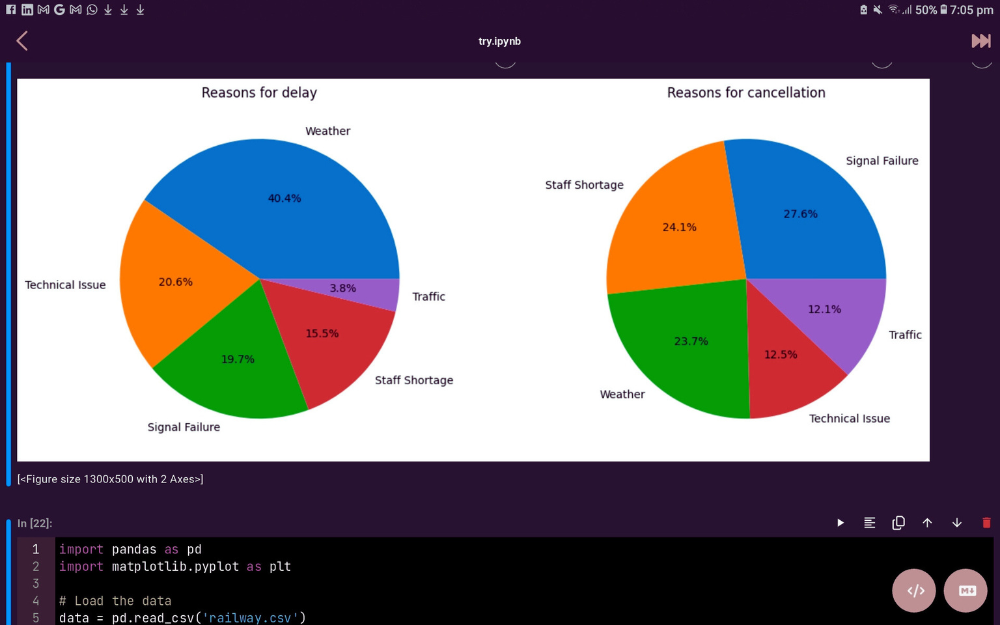 50% 7:05 pm
try.ipynb
Reasons for delay
Weather
40.4%
Technical Issue
20.6%
3.8%
Traffic
15.5%
19.7%
Staff Shortage
Signal Failure
Reasons for cancellation
Signal Failure
Staff Shortage
27.6%
24.1%
12.1%
Traffic
23.7%
12.5%
Weather
Technical Issue
[<Figure size 1300x500 with 2 Axes>]
In [22]:
1 import pandas as pd
2 import matplotlib.pyplot as plt
3
4 # Load the data
5 data = pd.read_csv('railway.csv')